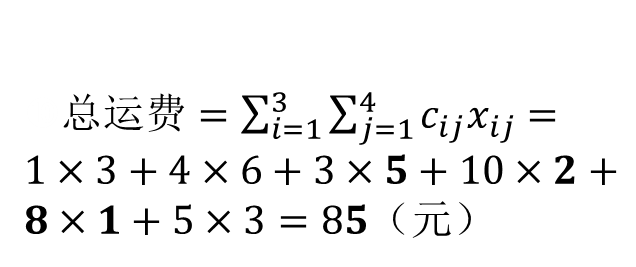 总运费 = ∑³ᵢ₌₁ ∑⁴ⱼ₌₁ cᵢⱼxᵢⱼ =
1 × 3 + 4 × 6 + 3 × 5 + 10 × 2 +
8 × 1 + 5 × 3 = 85（元）